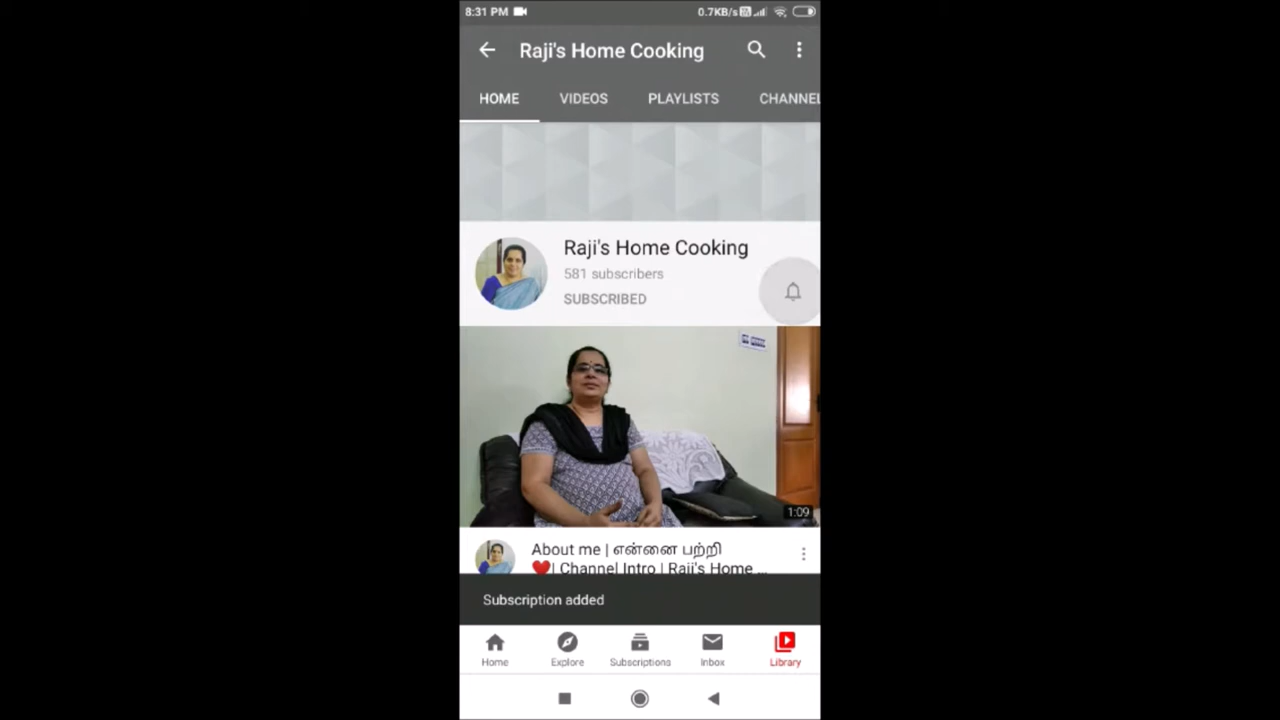 8:31 PM 0.7KB/s
Raji's Home Cooking
HOME VIDEOS PLAYLISTS CHANNEL
Raji's Home Cooking
581 subscribers
SUBSCRIBED
1:09
About me | என்னை பற்றி
❤️| Channel Intro | Raji's Home ...
Subscription added
Home Explore Subscriptions Inbox Library